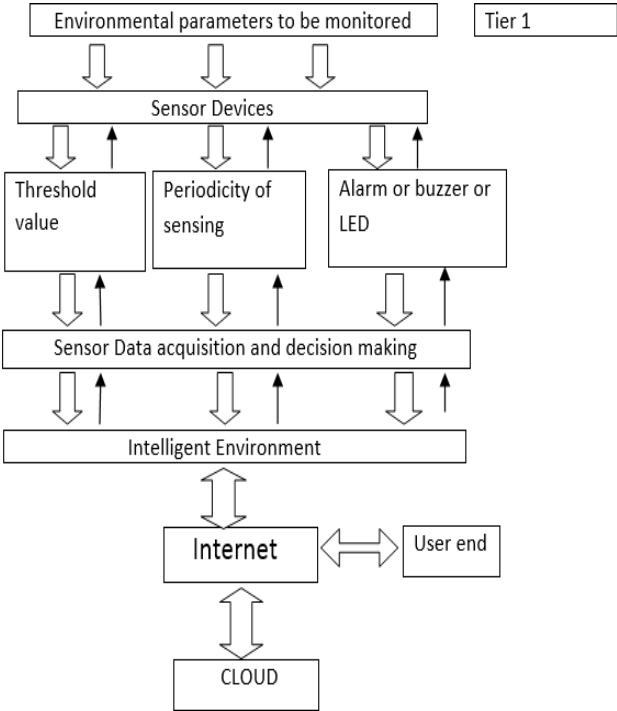 Environmental parameters to be monitored
Tier 1
Sensor Devices
Threshold
value
Periodicity of
sensing
Alarm or buzzer or
LED
Sensor Data acquisition and decision making
Intelligent Environment
Internet
User end
CLOUD